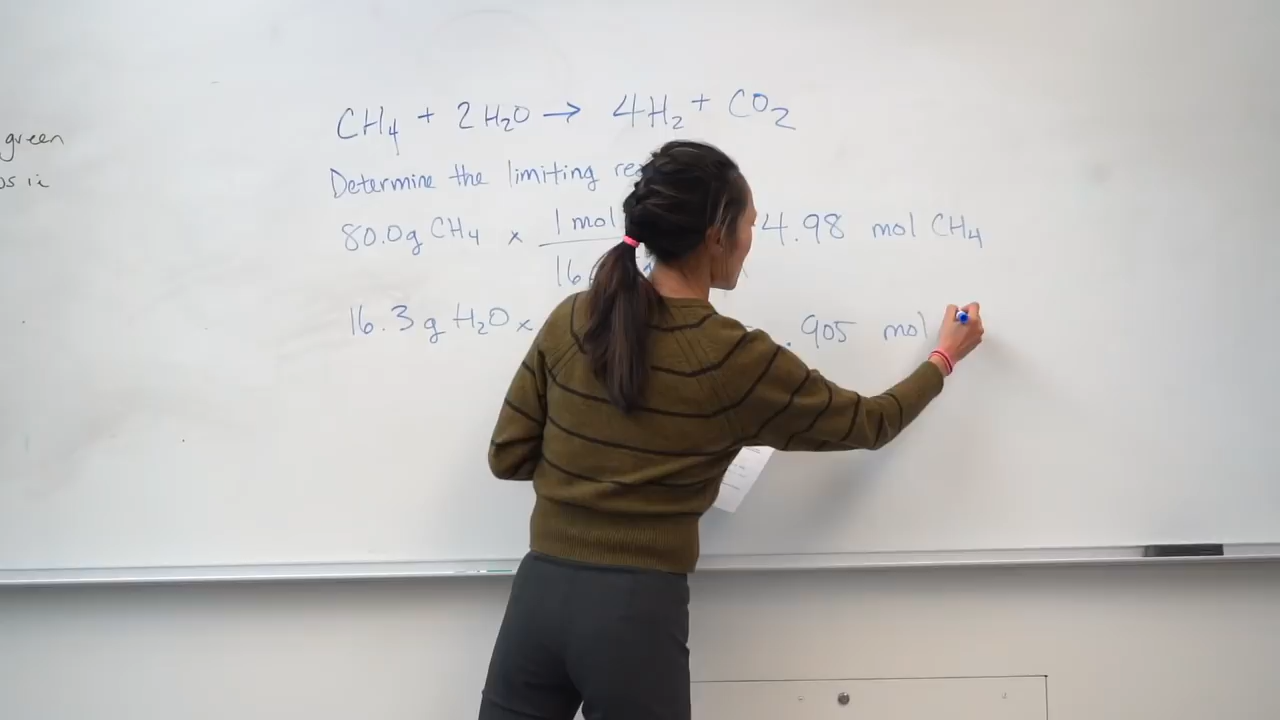 green
CH4 + 2H2O → 4H2 + CO2
Determine the limiting
80.0g CH4 × 1 mol 4.98 mol CH4
16
16.3 g H2O × .905 mol